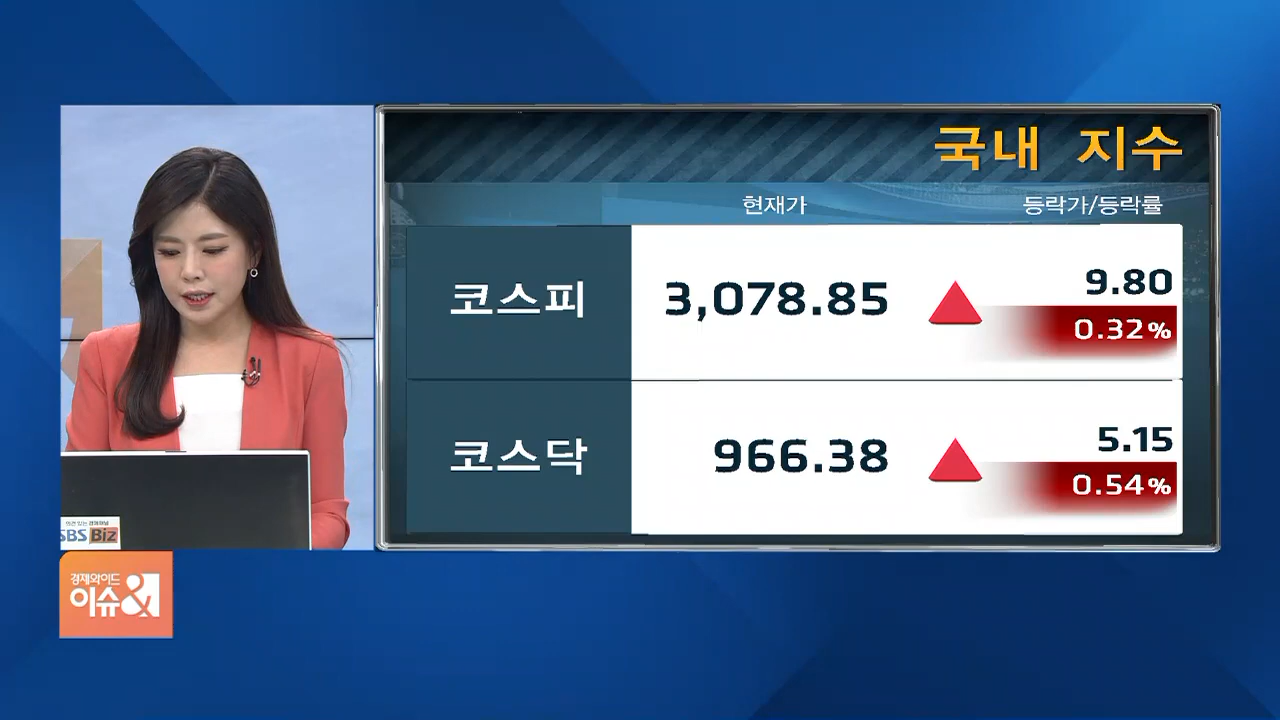 국내 지수
현재가 등락가/등락률
코스피 3,078.85 ▲ 9.80
0.32%
코스닥 966.38 ▲ 5.15
0.54%
SBS Biz
경제와이드
이슈&